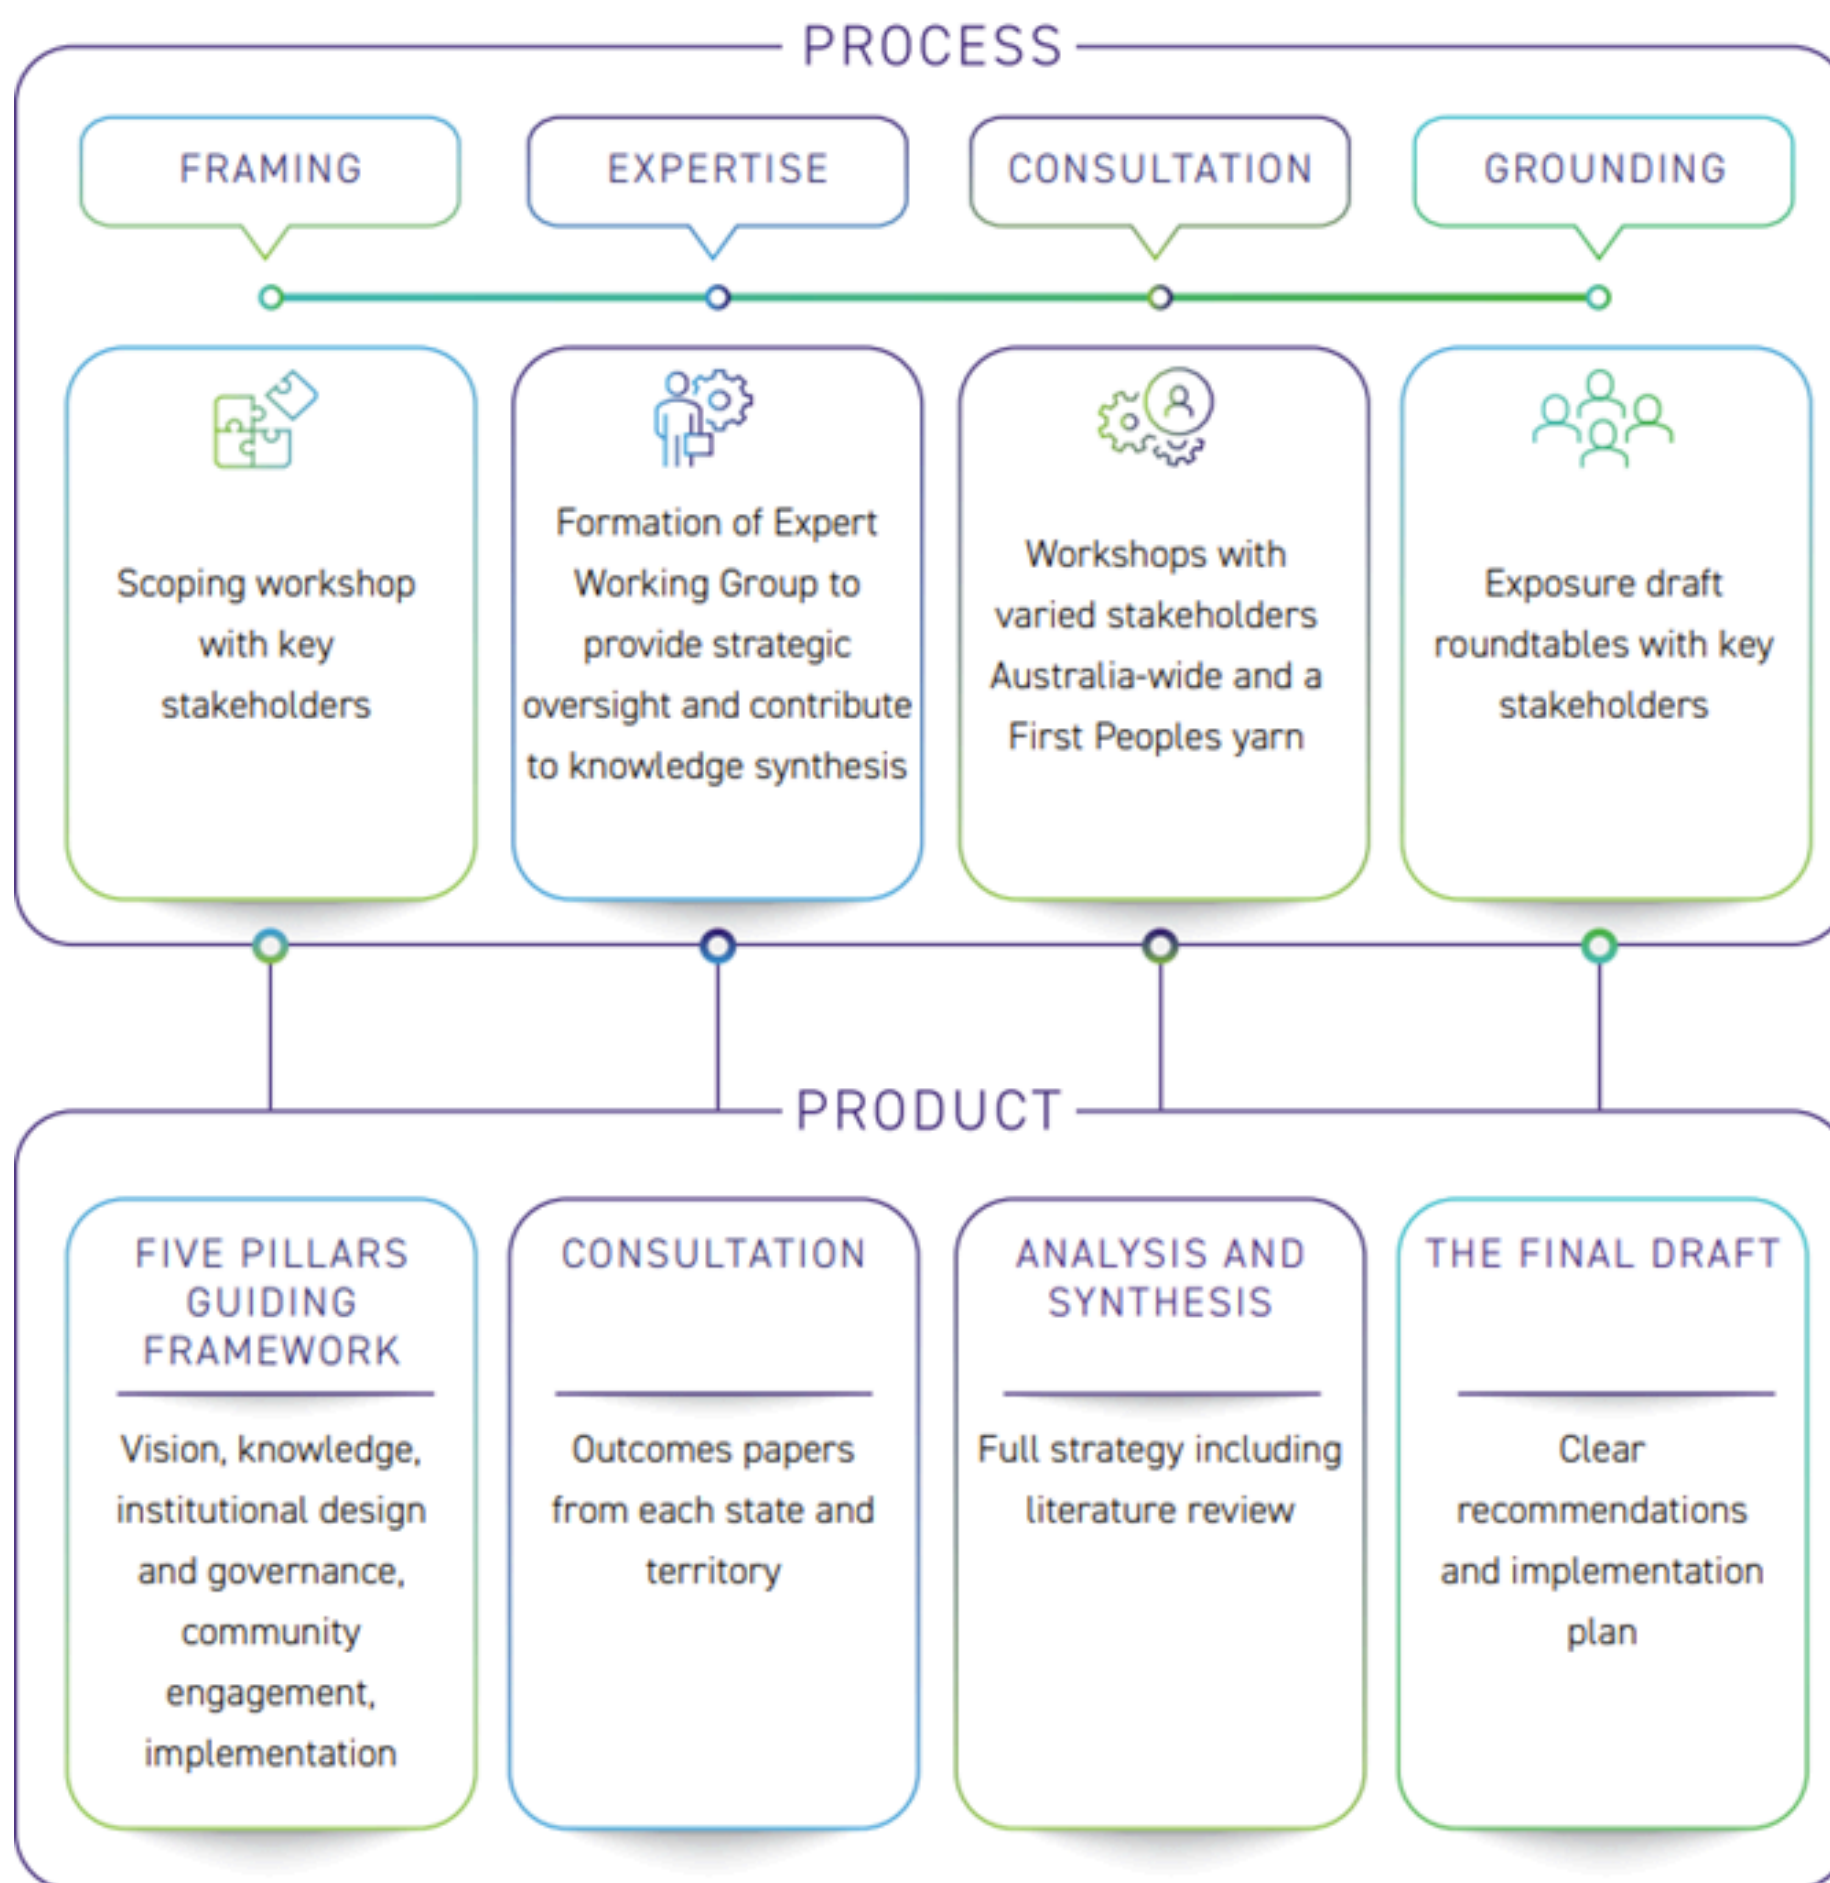 PROCESS
FRAMING
EXPERTISE
CONSULTATION
GROUNDING
Scoping workshop
with key
stakeholders
Formation of Expert
Working Group to
provide strategic
oversight and contribute
to knowledge synthesis
Workshops with
varied stakeholders
Australia-wide and a
First Peoples yarn
Exposure draft
roundtables with key
stakeholders
PRODUCT
FIVE PILLARS
GUIDING
FRAMEWORK
Vision, knowledge,
institutional design
and governance,
community
engagement,
implementation
CONSULTATION
Outcomes papers
from each state and
territory
ANALYSIS AND
SYNTHESIS
Full strategy including
literature review
THE FINAL DRAFT
Clear
recommendations
and implementation
plan